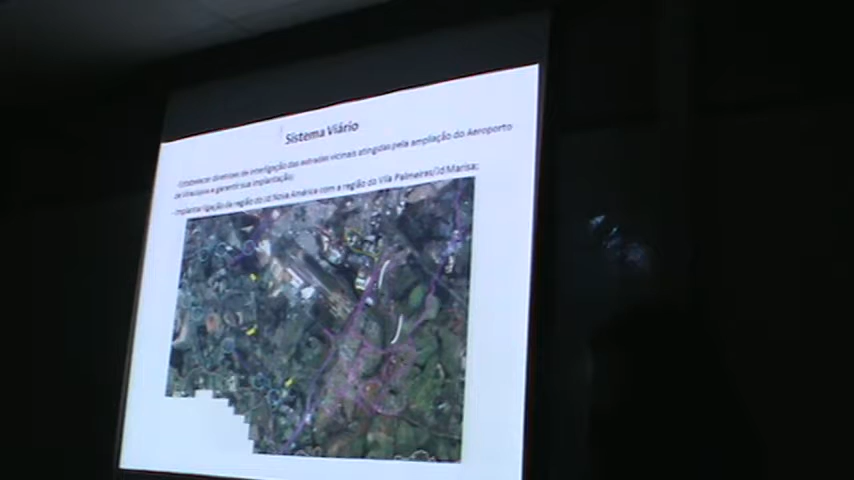 Sistema Viário
-Estabelecer diretrizes de interligação das estradas vicinais atingidas pela ampliação do Aeroporto
de Viracopos e garantir sua implantação;
-Implantar ligação da região do Jd Nova América com a região do Vila Palmeiras/Jd Marisa;